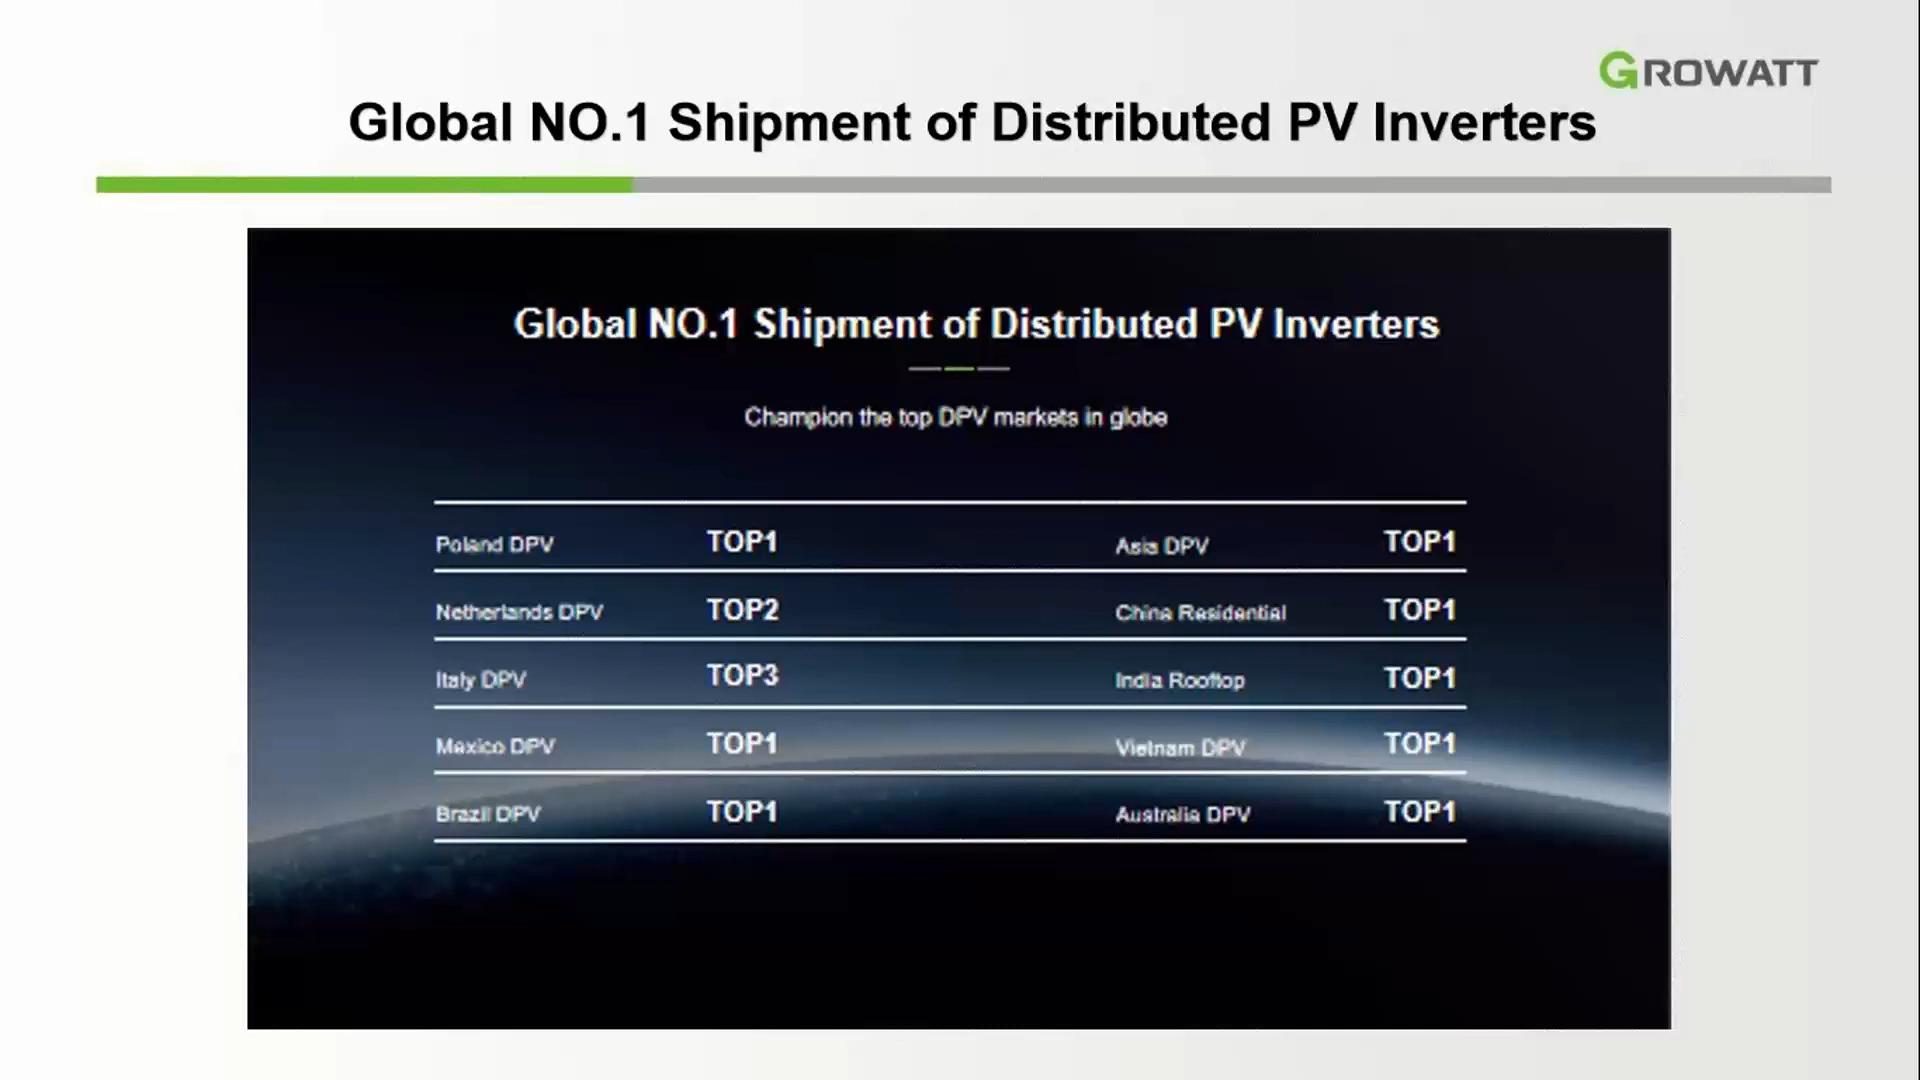 GROWATT
Global NO.1 Shipment of Distributed PV Inverters
Global NO.1 Shipment of Distributed PV Inverters
Champion the top DPV markets in globe
Poland DPV TOP1 Asia DPV TOP1
Netherlands DPV TOP2 China Residential TOP1
Italy DPV TOP3 India Rooftop TOP1
Mexico DPV TOP1 Vietnam DPV TOP1
Brazil DPV TOP1 Australia DPV TOP1